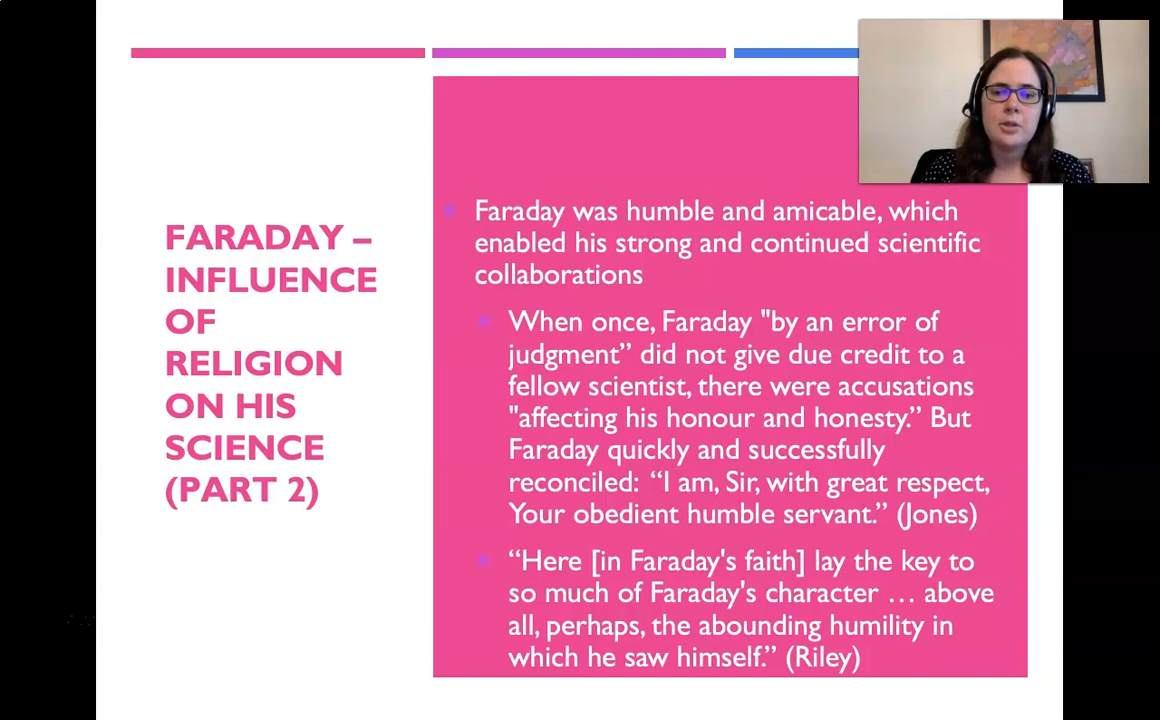 FARADAY –
INFLUENCE
OF
RELIGION
ON HIS
SCIENCE
(PART 2)
Faraday was humble and amicable, which
enabled his strong and continued scientific
collaborations
When once, Faraday "by an error of
judgment” did not give due credit to a
fellow scientist, there were accusations
"affecting his honour and honesty.” But
Faraday quickly and successfully
reconciled: “I am, Sir, with great respect,
Your obedient humble servant.” (Jones)
“Here [in Faraday's faith] lay the key to
so much of Faraday's character … above
all, perhaps, the abounding humility in
which he saw himself.” (Riley)